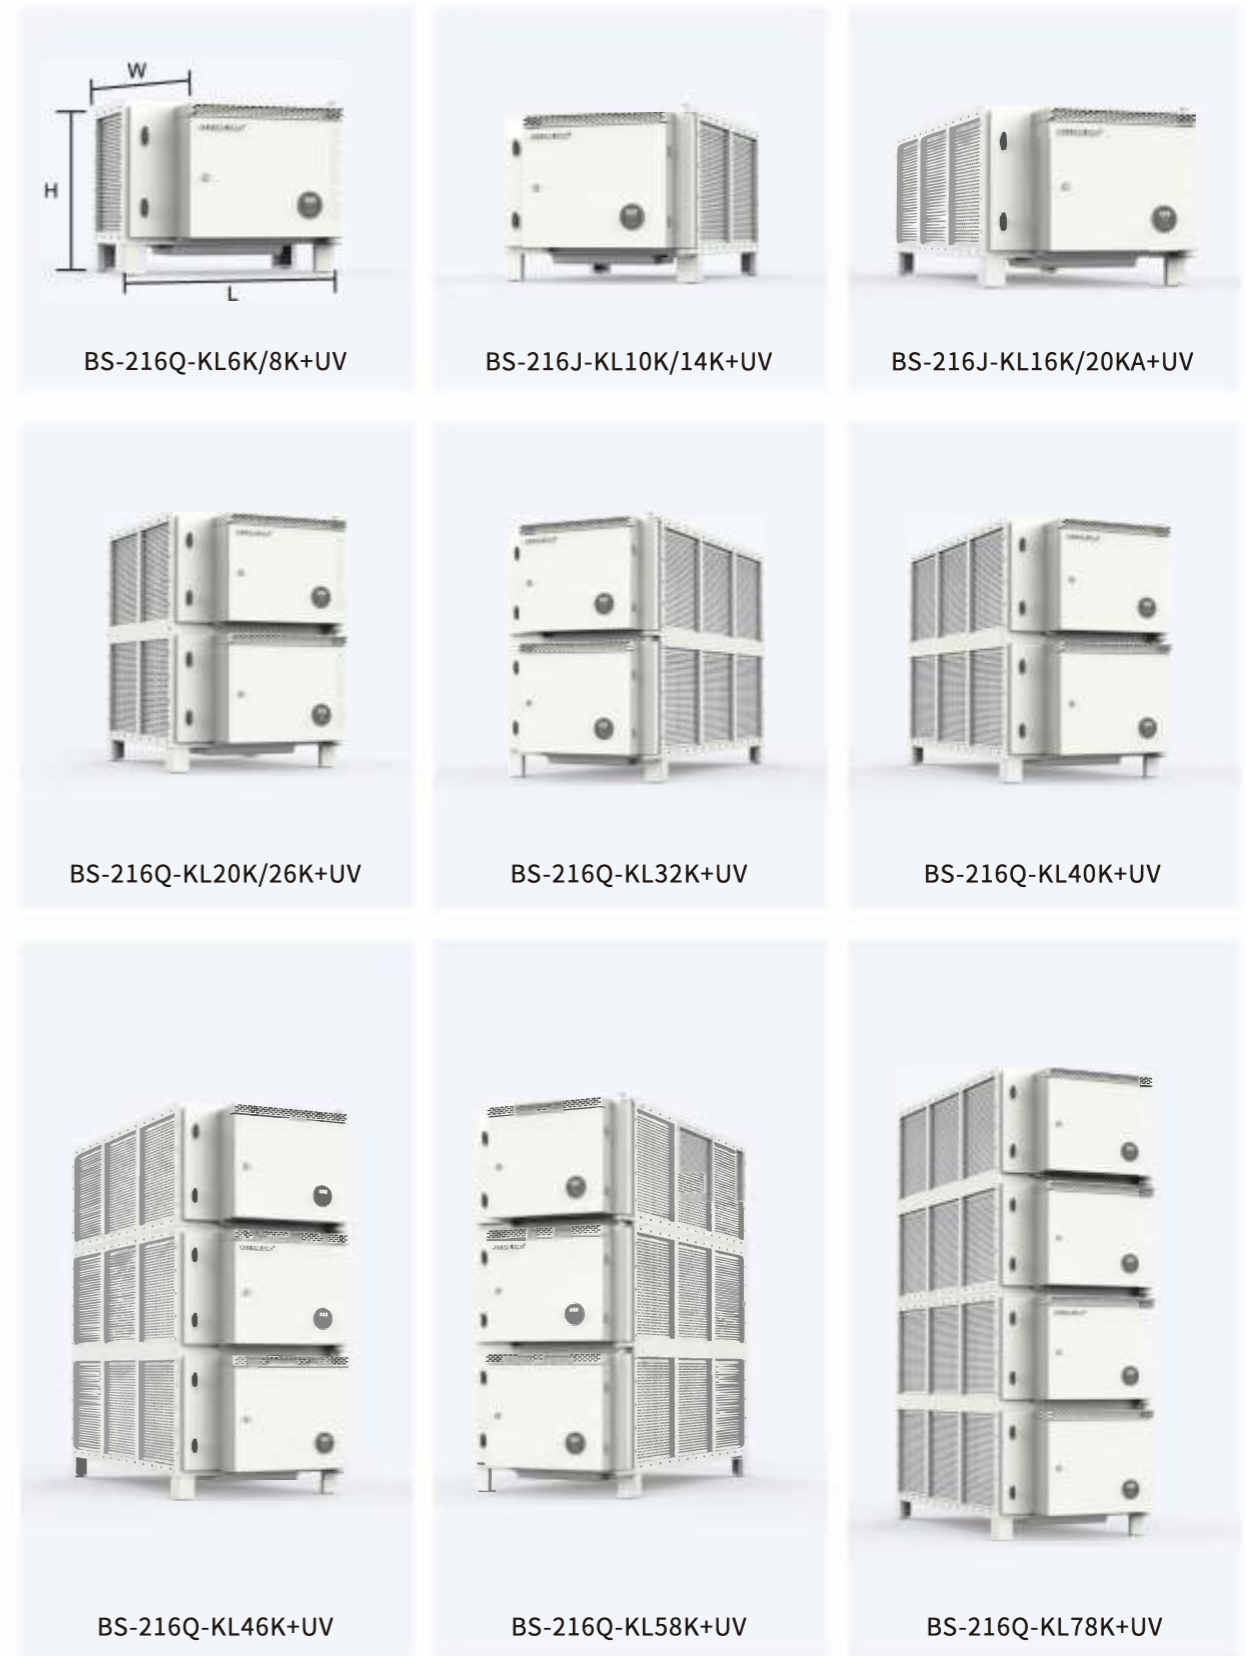 W
H
L
BS-216Q-KL6K/8K+UV
BS-216J-KL10K/14K+UV
BS-216J-KL16K/20KA+UV
BS-216Q-KL20K/26K+UV
BS-216Q-KL32K+UV
BS-216Q-KL40K+UV
BS-216Q-KL46K+UV
BS-216Q-KL58K+UV
BS-216Q-KL78K+UV